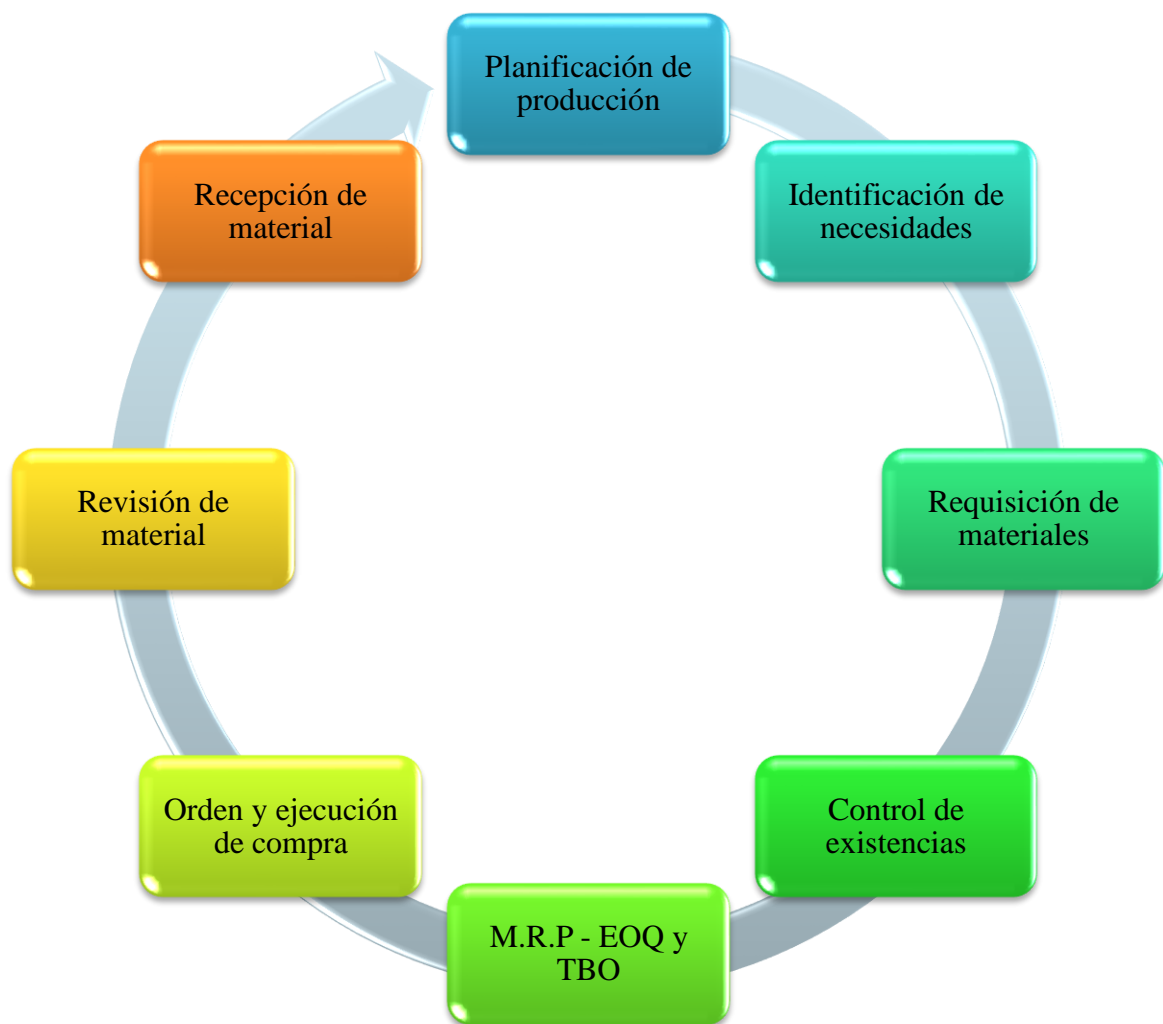 Planificación de
producción
Identificación de
necesidades
Requisición de
materiales
Control de
existencias
M.R.P - EOQ y
TBO
Orden y ejecución
de compra
Revisión de
material
Recepción de
material